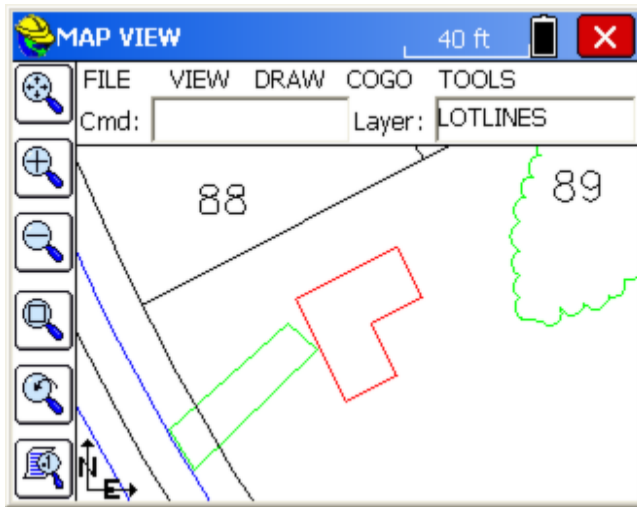 MAP VIEW 40 ft
FILE VIEW DRAW COGO TOOLS
Cmd: Layer: LOTLINES
88
89
N
E